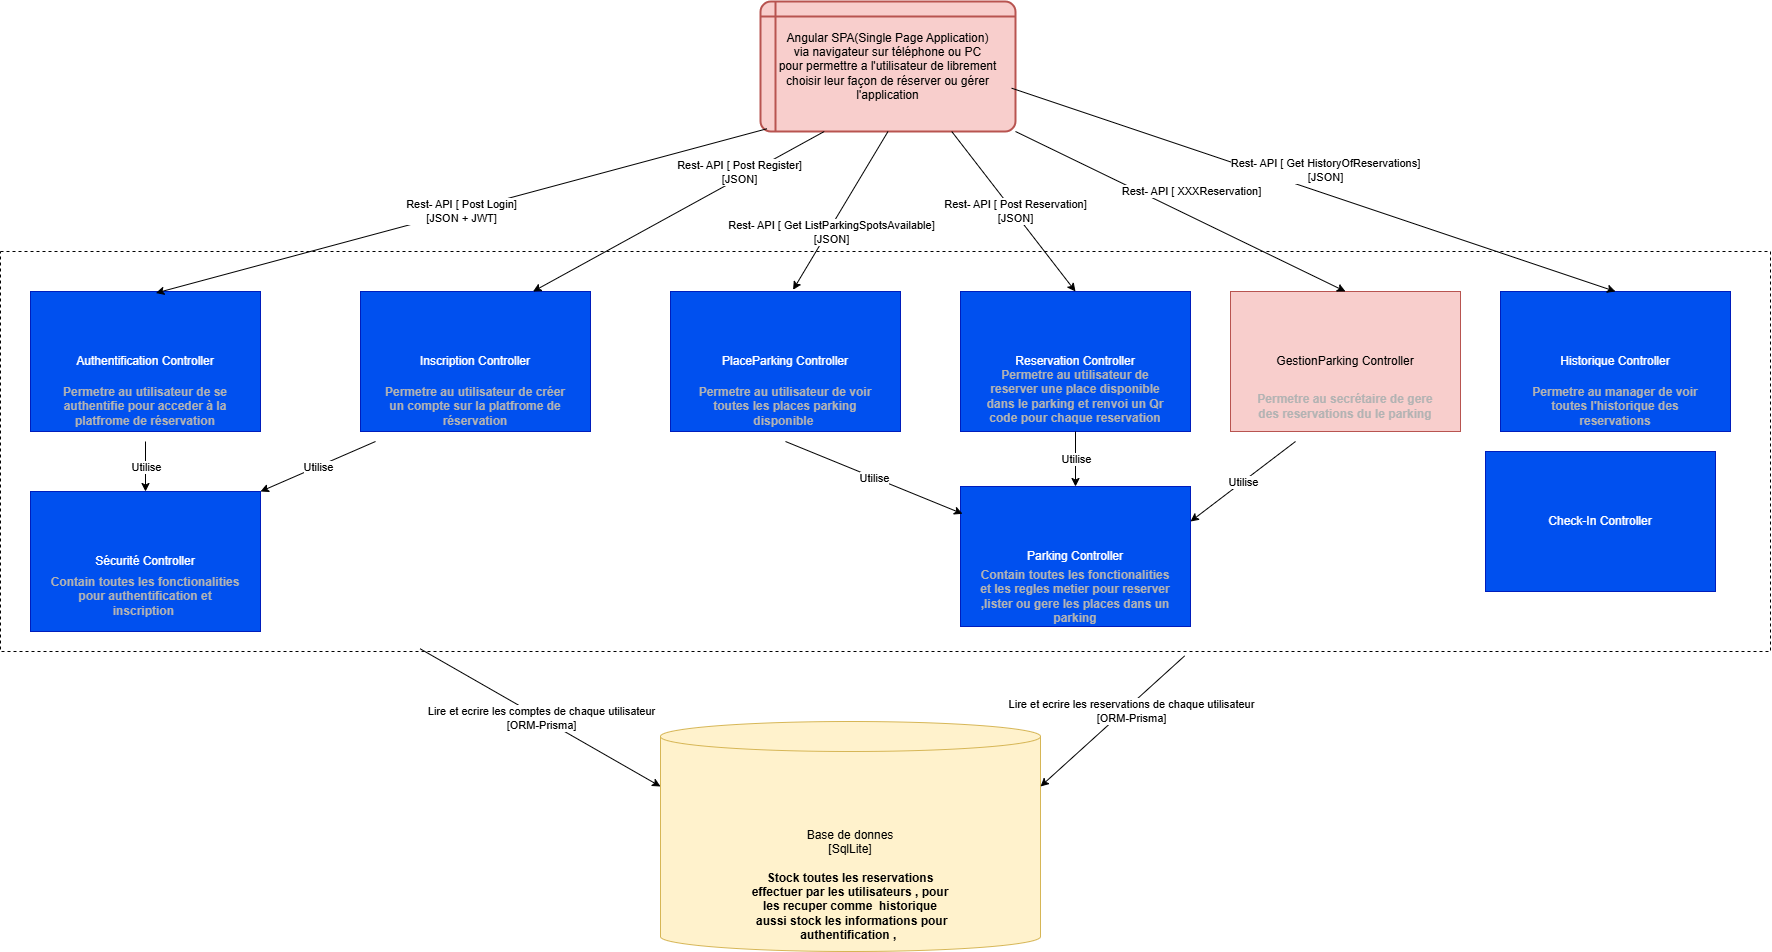 Angular SPA(Single Page Application)
via navigateur sur téléphone ou PC
pour permettre a l'utilisateur de librement
choisir leur façon de réserver ou gérer
l'application
Rest- API [ Post Login]
[JSON + JWT]
Rest- API [ Post Register]
[JSON]
Rest- API [ Get ListParkingSpotsAvailable]
[JSON]
Rest- API [ Post Reservation]
[JSON]
Rest- API [ XXXReservation]
Rest- API [ Get HistoryOfReservations]
[JSON]
Authentification Controller
Permetre au utilisateur de se
authentifie pour acceder à la
platfrome de réservation
Inscription Controller
Permetre au utilisateur de créer
un compte sur la platfrome de
réservation
PlaceParking Controller
Permetre au utilisateur de voir
toutes les places parking
disponible
Reservation Controller
Permetre au utilisateur de
reserver une place disponible
dans le parking et renvoi un Qr
code pour chaque reservation
GestionParking Controller
Permetre au secrétaire de gere
des reservations du le parking
Historique Controller
Permetre au manager de voir
toutes l'historique des
reservations
Utilise
Utilise
Utilise
Utilise
Utilise
Sécurité Controller
Contain toutes les fonctionalities
pour authentification et
inscription
Parking Controller
Contain toutes les fonctionalities
et les regles metier pour reserver
,lister ou gere les places dans un
parking
Check-In Controller
Lire et ecrire les comptes de chaque utilisateur
[ORM-Prisma]
Lire et ecrire les reservations de chaque utilisateur
[ORM-Prisma]
Base de donnes
[SqlLite]
Stock toutes les reservations
effectuer par les utilisateurs , pour
les recuper comme  historique
aussi stock les informations pour
authentification ,